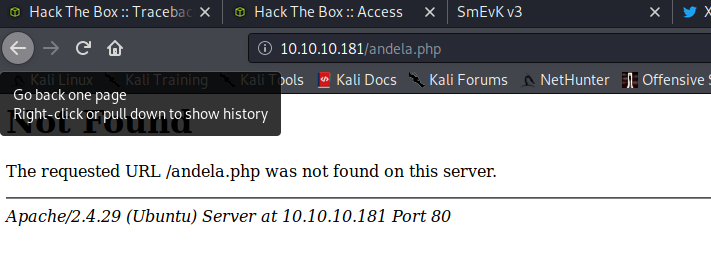 Hack The Box :: Traceback
Hack The Box :: Access
SmEvK v3
X
10.10.10.181/andela.php
Kali Linux
Kali Training
Kali Tools
Kali Docs
Kali Forums
NetHunter
Offensive S
Go back one page
Right-click or pull down to show history
Not Found
The requested URL /andela.php was not found on this server.
Apache/2.4.29 (Ubuntu) Server at 10.10.10.181 Port 80